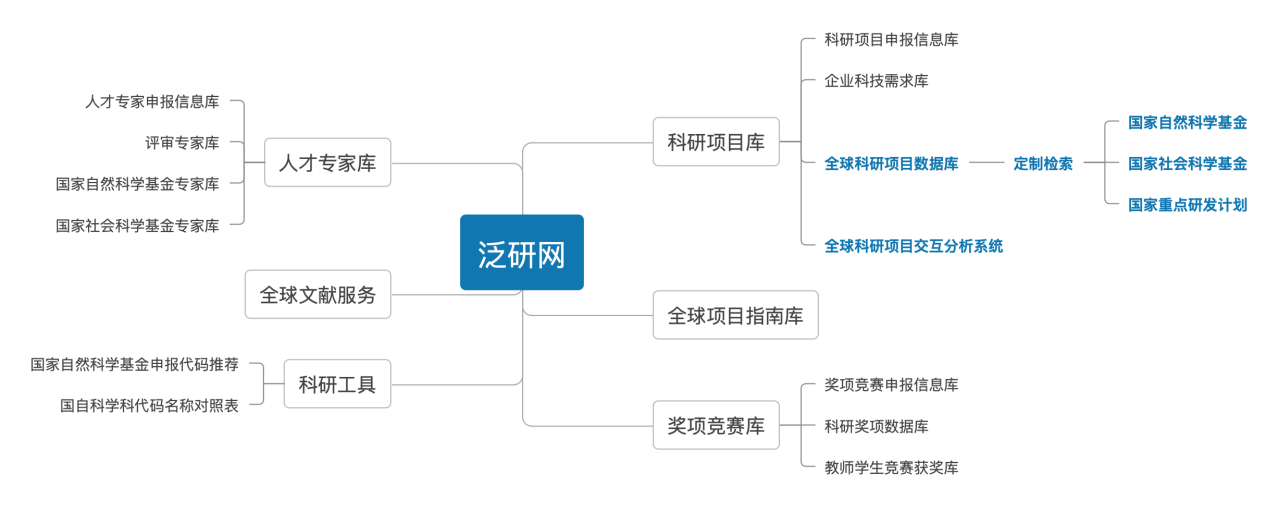 泛研网
科研项目库
科研项目申报信息库
企业科技需求库
全球科研项目数据库
定制检索
国家自然科学基金
国家社会科学基金
国家重点研发计划
全球科研项目交互分析系统
全球项目指南库
奖项竞赛库
奖项竞赛申报信息库
科研奖项数据库
教师学生竞赛获奖库
人才专家库
人才专家申报信息库
评审专家库
国家自然科学基金专家库
国家社会科学基金专家库
全球文献服务
科研工具
国家自然科学基金申报代码推荐
国自科学科代码名称对照表